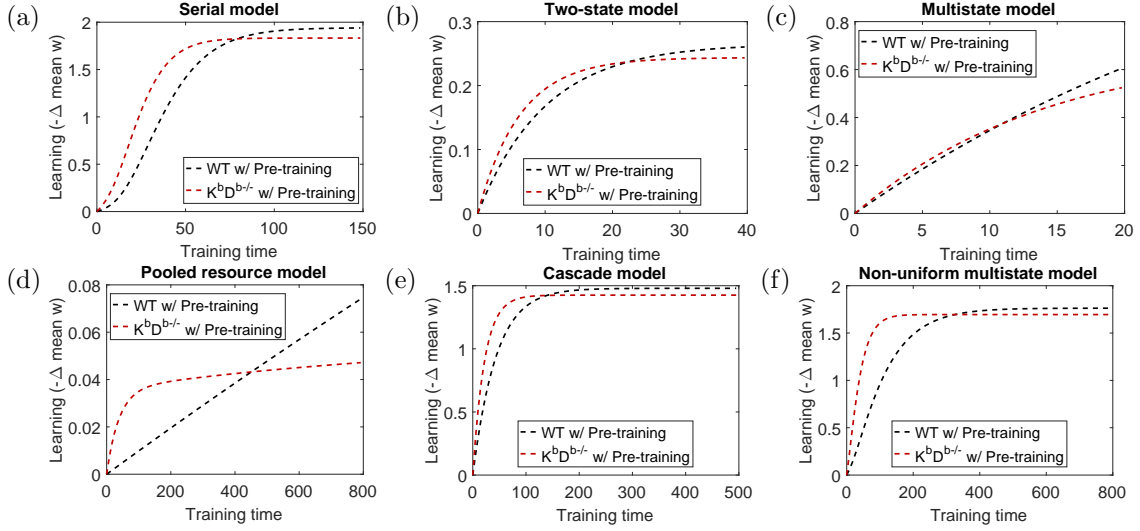 (a)
Serial model
Learning (-Δ mean w)
2
1.5
1
0.5
0
0
50
100
150
Training time
WT w/ Pre-training
KᵇDᵇ⁻/⁻ w/ Pre-training
(b)
Two-state model
Learning (-Δ mean w)
0.3
0.2
0.1
0.0
0
10
20
30
40
Training time
WT w/ Pre-training
KᵇDᵇ⁻/⁻ w/ Pre-training
(c)
Multistate model
Learning (-Δ mean w)
0.8
0.6
0.4
0.2
0
0
5
10
15
20
Training time
WT w/ Pre-training
KᵇDᵇ⁻/⁻ w/ Pre-training
(d)
Pooled resource model
Learning (-Δ mean w)
0.08
0.06
0.04
0.02
0
0
200
400
600
800
Training time
WT w/ Pre-training
KᵇDᵇ⁻/⁻ w/ Pre-training
(e)
Cascade model
Learning (-Δ mean w)
1.5
1
0.5
0
0
100
200
300
400
500
Training time
WT w/ Pre-training
KᵇDᵇ⁻/⁻ w/ Pre-training
(f)
Non-uniform multistate model
Learning (-Δ mean w)
2
1.5
1
0.5
0
0
200
400
600
800
Training time
WT w/ Pre-training
KᵇDᵇ⁻/⁻ w/ Pre-training